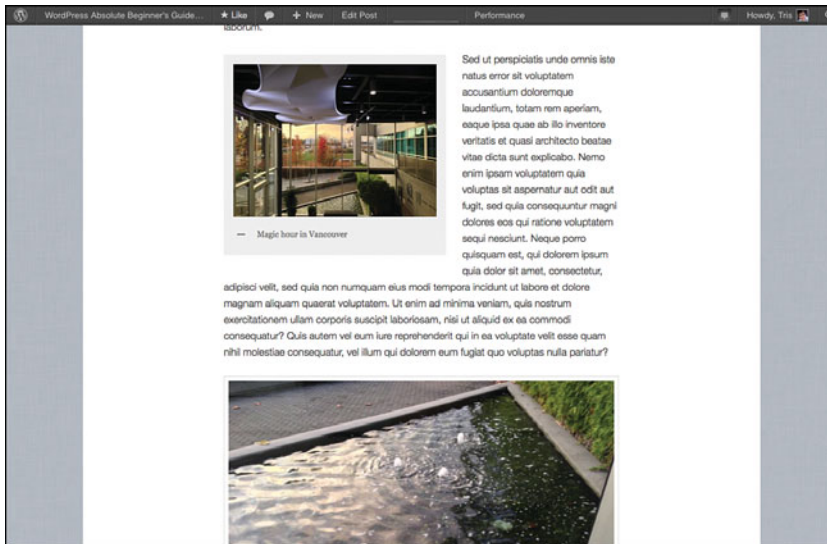 WordPress Absolute Beginner's Guide... Like + New Edit Post Performance Howdy, Tris
laborum.
Sed ut perspiciatis unde omnis iste
natus error sit voluptatem
accusantium doloremque
laudantium, totam rem aperiam,
eaque ipsa quae ab illo inventore
veritatis et quasi architecto beatae
vitae dicta sunt explicabo. Nemo
enim ipsam voluptatem quia
voluptas sit aspernatur aut odit aut
fugit, sed quia consequuntur magni
dolores eos qui ratione voluptatem
sequi nesciunt. Neque porro
quisquam est, qui dolorem ipsum
quia dolor sit amet, consectetur,
— Magic hour in Vancouver
adipisci velit, sed quia non numquam eius modi tempora incidunt ut labore et dolore
magnam aliquam quaerat voluptatem. Ut enim ad minima veniam, quis nostrum
exercitationem ullam corporis suscipit laboriosam, nisi ut aliquid ex ea commodi
consequatur? Quis autem vel eum iure reprehenderit qui in ea voluptate velit esse quam
nihil molestiae consequatur, vel illum qui dolorem eum fugiat quo voluptas nulla pariatur?